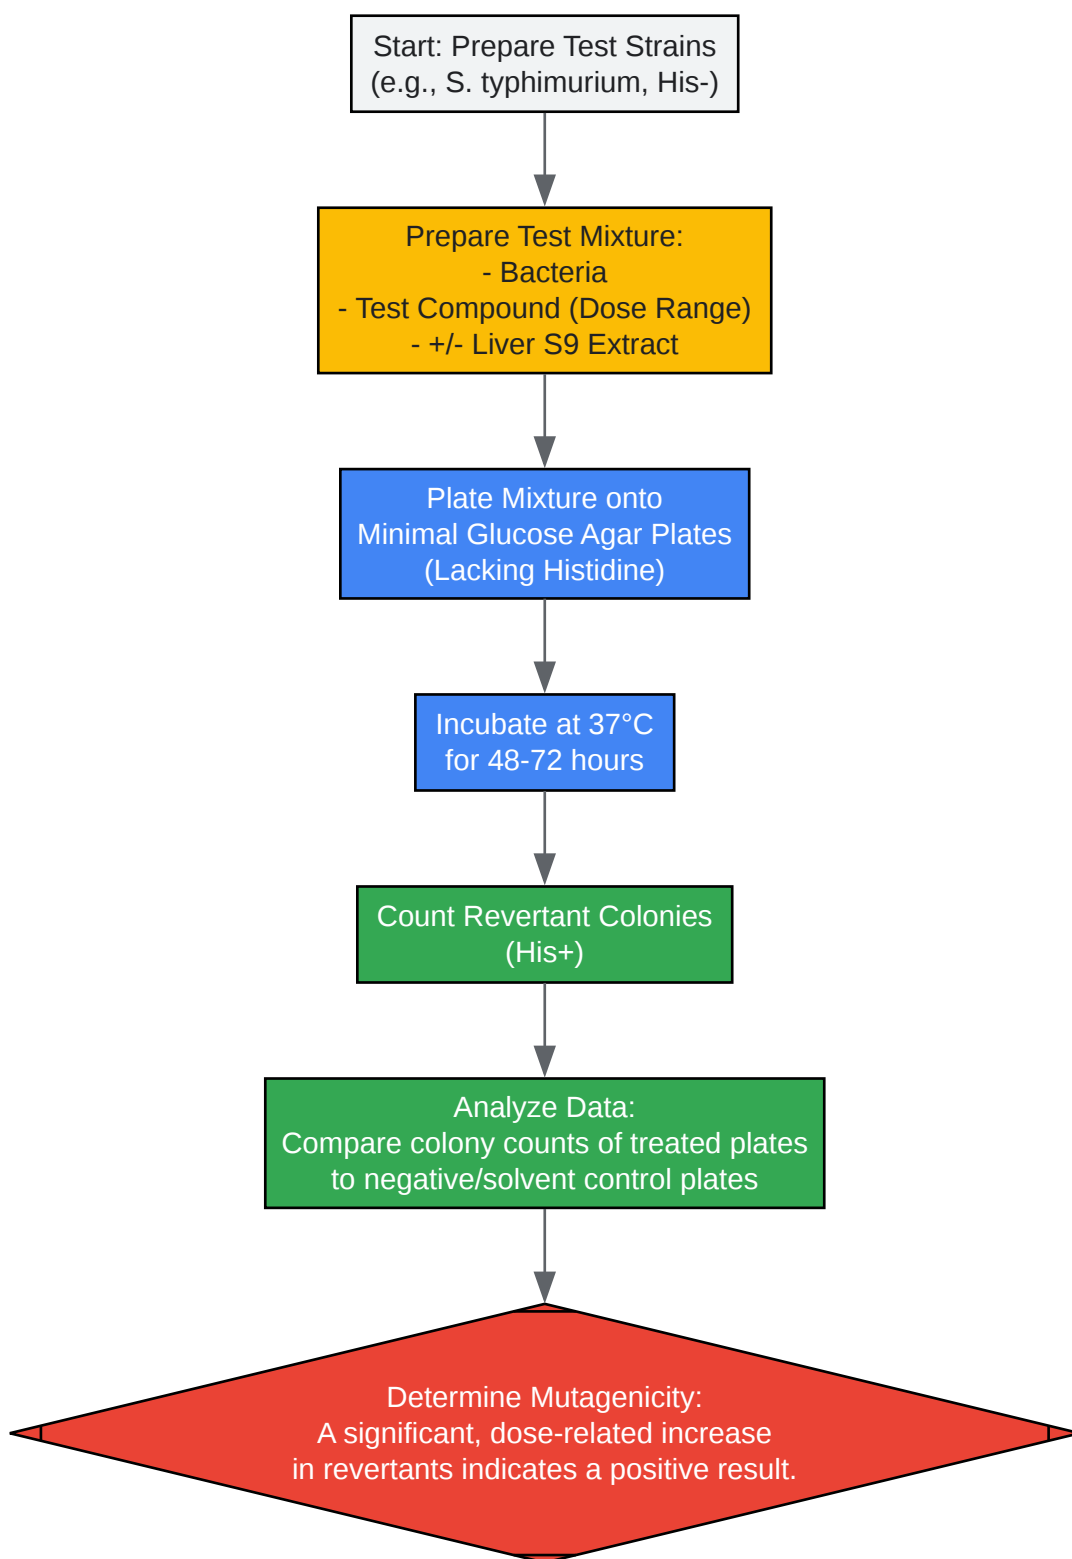 Start: Prepare Test Strains
(e.g., S. typhimurium, His-)
Prepare Test Mixture:
- Bacteria
- Test Compound (Dose Range)
- +/- Liver S9 Extract
Plate Mixture onto
Minimal Glucose Agar Plates
(Lacking Histidine)
Incubate at 37°C
for 48-72 hours
Count Revertant Colonies
(His+)
Analyze Data:
Compare colony counts of treated plates
to negative/solvent control plates
Determine Mutagenicity:
A significant, dose-related increase
in revertants indicates a positive result.